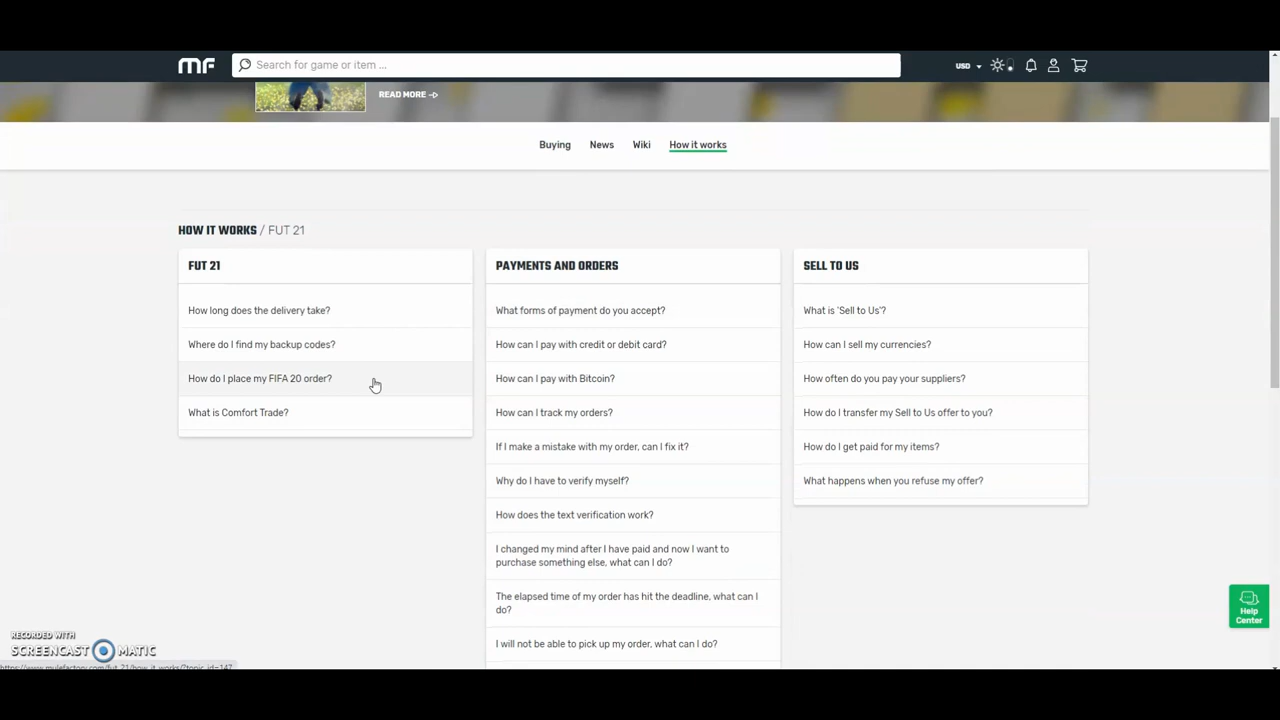 MF
Search for game or item ...
USD
READ MORE
Buying
News
Wiki
How it works
HOW IT WORKS / FUT 21
FUT 21
How long does the delivery take?
Where do I find my backup codes?
How do I place my FIFA 20 order?
What is Comfort Trade?
PAYMENTS AND ORDERS
What forms of payment do you accept?
How can I pay with credit or debit card?
How can I pay with Bitcoin?
How can I track my orders?
If I make a mistake with my order, can I fix it?
Why do I have to verify myself?
How does the text verification work?
I changed my mind after I have paid and now I want to
purchase something else, what can I do?
The elapsed time of my order has hit the deadline, what can I
do?
I will not be able to pick up my order, what can I do?
SELL TO US
What is 'Sell to Us'?
How can I sell my currencies?
How often do you pay your suppliers?
How do I transfer my Sell to Us offer to you?
How do I get paid for my items?
What happens when you refuse my offer?
Help
Center
RECORDED WITH
SCREENCAST MATIC
https://www.mulefactory.com/fut_21/how_it_works/?topic_id=147